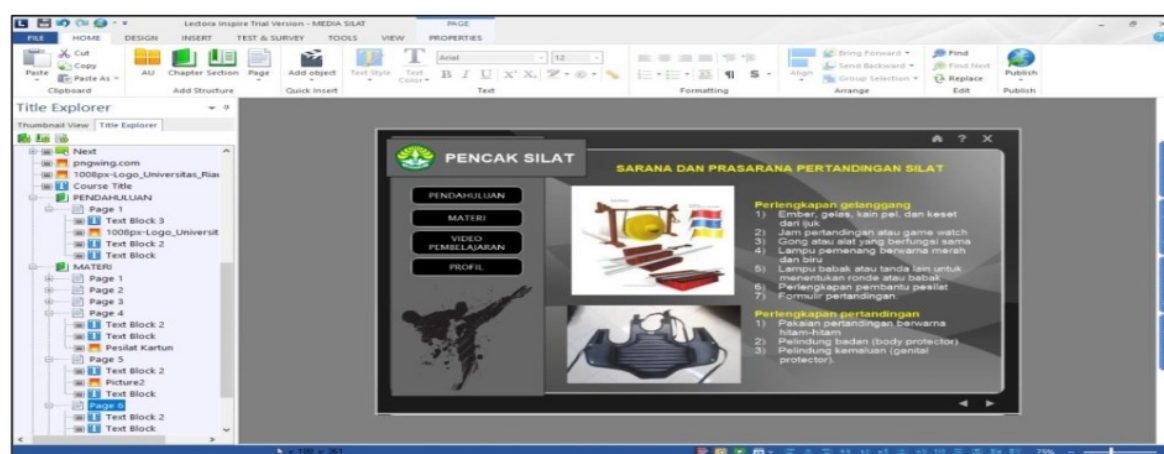 Lectora Inspire Trial Version - MEDIA SILAT
PAGE
FILE HOME DESIGN INSERT TEST & SURVEY TOOLS VIEW PROPERTIES
Paste
Cut
Copy
Paste As
Clipboard
AU
Chapter
Section
Page
Add Structure
Add object
Quick Insert
Text Style
Text Color
Arial 12
B I U X² X₂
Text
Formatting
Align
Bring Forward
Send Backward
Group Selection
Arrange
Find
Find Next
Replace
Edit
Publish
Publish
Title Explorer
Thumbnail View Title Explorer
Next
pngwing.com
1008px-Logo_Universitas_Riau
Course Title
PENDAHULUAN
Page 1
Text Block 3
1008px-Logo_Universit
Text Block 2
Text Block
MATERI
Page 1
Page 2
Page 3
Page 4
Text Block 2
Text Block
Pesilat Kartun
Page 5
Text Block 2
Picture2
Text Block
Page 6
Text Block 2
Text Block
PENCAK SILAT
PENDAHULUAN
MATERI
VIDEO
PEMBELAJARAN
PROFIL
SARANA DAN PRASARANA PERTANDINGAN SILAT
Perlengkapan gelanggang
1) Ember, gelas, kain pel, dan keset
dari ijuk
2) Jam pertandingan atau game watch
3) Gong atau alat yang berfungsi sama
4) Lampu pemenang berwarna merah
dan biru
5) Lampu babak atau tanda lain untuk
menentukan ronde atau babak
6) Perlengkapan pembantu pesilat
7) Formulir pertandingan.
Perlengkapan pertandingan
1) Pakaian pertandingan berwarna
hitam-hitam
2) Pelindung badan (body protector)
3) Pelindung kemaluan (genital
protector).
75%